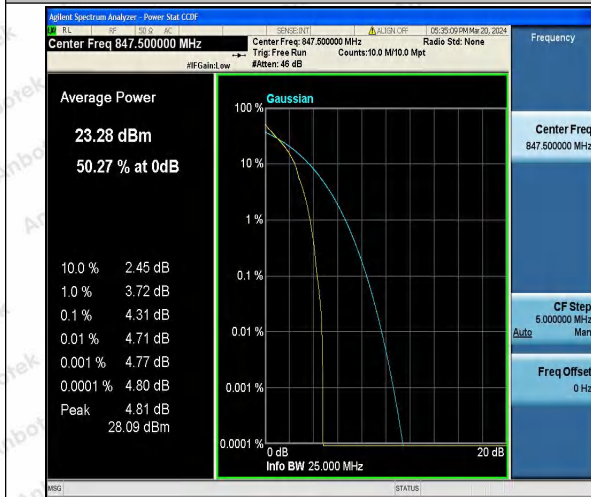 Agilent Spectrum Analyzer - Power Stat CCDF
RL RF 50 Ω AC SENSE:INT ALIGN OFF 05:35:09 PM Mar 20, 2024
Center Freq 847.500000 MHz
Center Freq: 847.500000 MHz Radio Std: None
Trig: Free Run Counts:10.0 M/10.0 Mpt
#IFGain:Low #Atten: 46 dB
Frequency
Average Power
23.28 dBm
50.27 % at 0dB
10.0 % 2.45 dB
1.0 % 3.72 dB
0.1 % 4.31 dB
0.01 % 4.71 dB
0.001 % 4.77 dB
0.0001 % 4.80 dB
Peak 4.81 dB
28.09 dBm
Gaussian
100 %
10 %
1 %
0.1 %
0.01 %
0.001 %
0.0001 %
0 dB 20 dB
Info BW 25.000 MHz
Center Freq
847.500000 MHz
CF Step
5.000000 MHz
Auto Man
Freq Offset
0 Hz
MSG STATUS